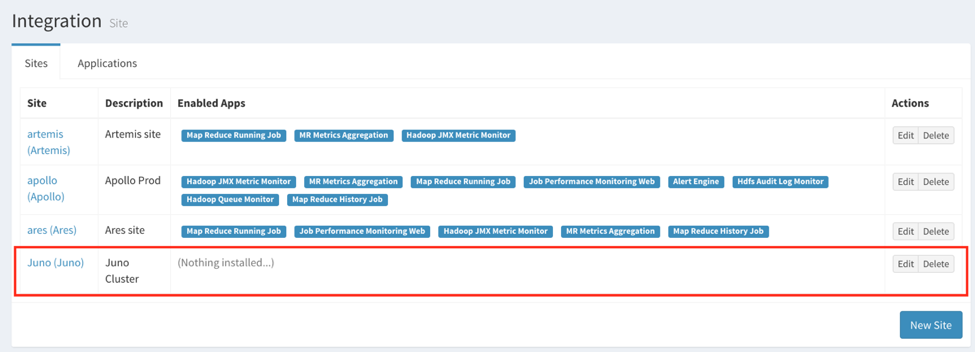 Integration Site
Sites Applications
Site Description Enabled Apps Actions
artemis (Artemis) Artemis site Map Reduce Running Job MR Metrics Aggregation Hadoop JMX Metric Monitor Edit Delete
apollo (Apollo) Apollo Prod Hadoop JMX Metric Monitor MR Metrics Aggregation Map Reduce Running Job Job Performance Monitoring Web Alert Engine Hdfs Audit Log Monitor Edit Delete
Hadoop Queue Monitor Map Reduce History Job
ares (Ares) Ares site Map Reduce Running Job Job Performance Monitoring Web Hadoop JMX Metric Monitor MR Metrics Aggregation Map Reduce History Job Edit Delete
Juno (Juno) Juno Cluster (Nothing installed...) Edit Delete
New Site